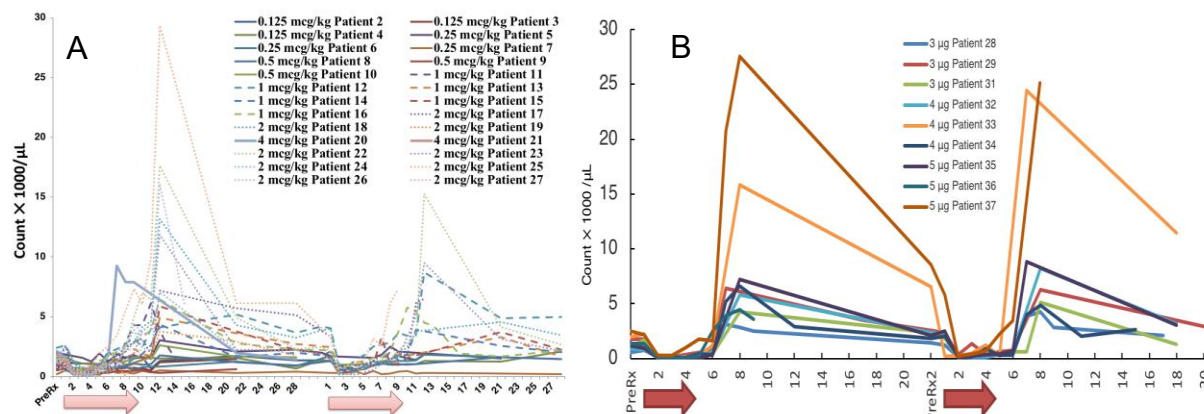 A
Count × 1000/µL
30
25
20
15
10
5
0
0.125 mcg/kg Patient 2
0.125 mcg/kg Patient 3
0.125 mcg/kg Patient 4
0.25 mcg/kg Patient 5
0.25 mcg/kg Patient 6
0.25 mcg/kg Patient 7
0.5 mcg/kg Patient 8
0.5 mcg/kg Patient 9
0.5 mcg/kg Patient 10
1 mcg/kg Patient 11
1 mcg/kg Patient 12
1 mcg/kg Patient 13
1 mcg/kg Patient 14
1 mcg/kg Patient 15
1 mcg/kg Patient 16
2 mcg/kg Patient 17
2 mcg/kg Patient 18
2 mcg/kg Patient 19
4 mcg/kg Patient 20
4 mcg/kg Patient 21
2 mcg/kg Patient 22
2 mcg/kg Patient 23
2 mcg/kg Patient 24
2 mcg/kg Patient 25
2 mcg/kg Patient 26
2 mcg/kg Patient 27
PreRx 2 4 6 8 10 12 14 16 18 20 22 24 26 28 1 3 5 7 9 11 13 15 17 19 21 23 25 27
B
Count × 1000 /µL
30
25
20
15
10
5
0
3 µg Patient 28
3 µg Patient 29
3 µg Patient 31
4 µg Patient 32
4 µg Patient 33
4 µg Patient 34
5 µg Patient 35
5 µg Patient 36
5 µg Patient 37
PreRx 2 4 6 8 10 12 14 16 18 20 PreRx2 2 4 6 8 10 12 14 16 18 20